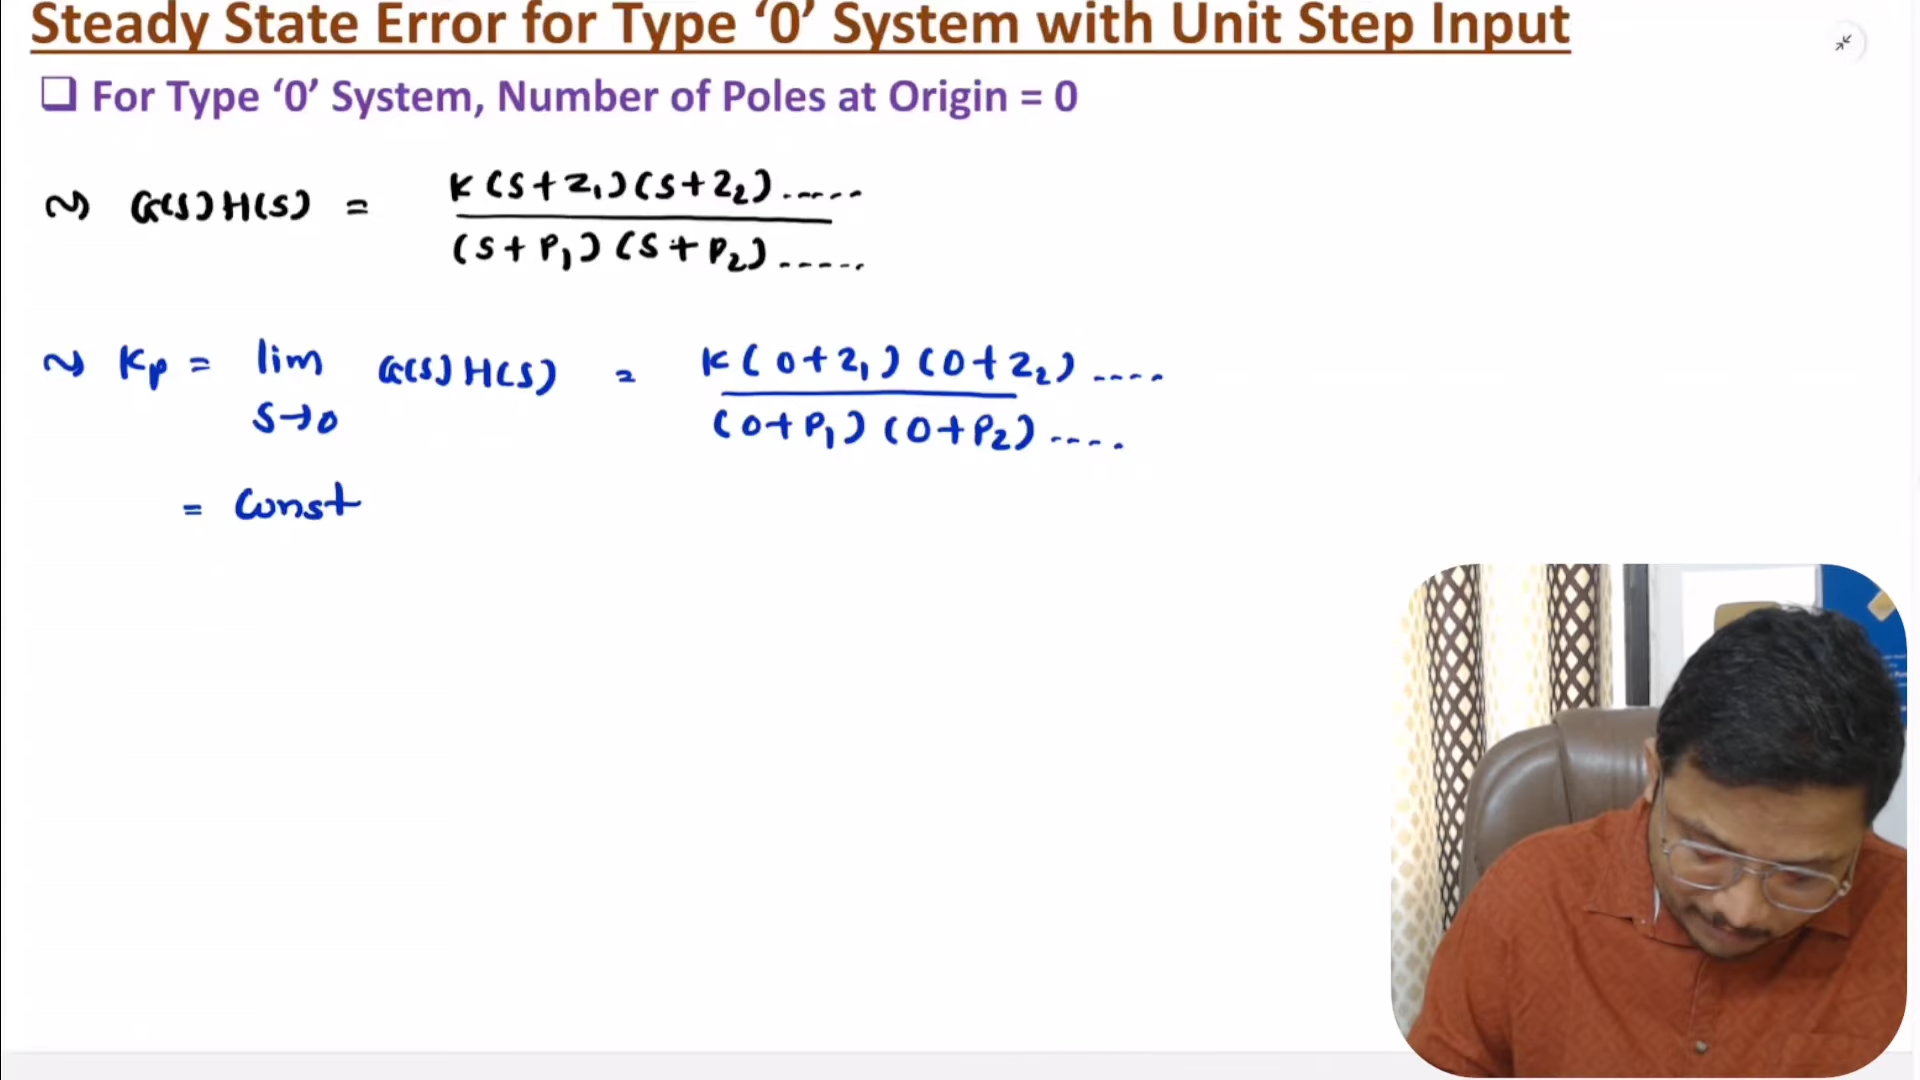 Steady State Error for Type ‘0’ System with Unit Step Input
❑ For Type ‘0’ System, Number of Poles at Origin = 0
~ G(s)H(s) = K(s+z₁)(s+z₂)..... / (s+P₁)(s+P₂).....
~ Kp = lim s→0 G(s)H(s) = K(0+z₁)(0+z₂).... / (0+P₁)(0+P₂)....
= Const